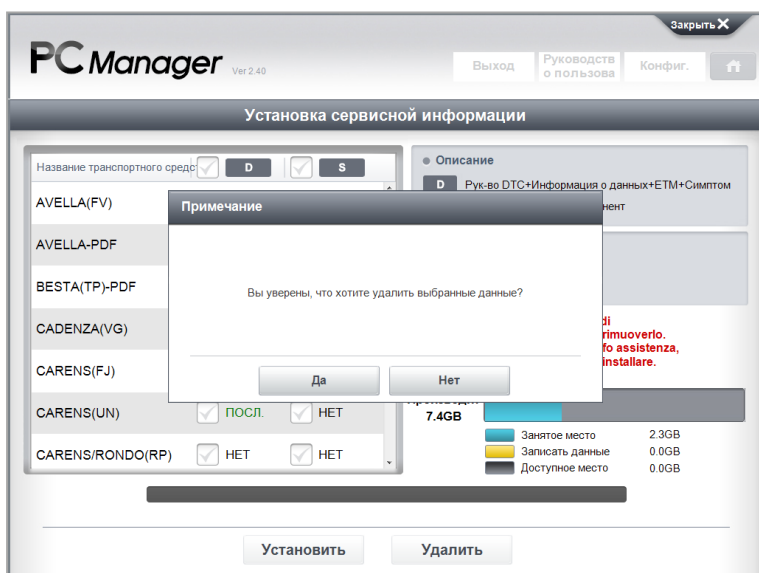 Закрыть X
PC Manager Ver 2.40
Выход
Руководств
о пользова
Конфиг.
Установка сервисной информации
Название транспортного средс
D
S
AVELLA(FV)
AVELLA-PDF
BESTA(TP)-PDF
CADENZA(VG)
CARENS(FJ)
CARENS(UN) ПОСЛ. НЕТ
CARENS/RONDO(RP) НЕТ НЕТ
Описание
D Рук-во DTC+Информация о данных+ETM+Симптом
нент
Примечание
Вы уверены, что хотите удалить выбранные данные?
Да
Нет
di
rimuoverlo.
fo assistenza,
installare.
7.4GB
Занятое место 2.3GB
Записать данные 0.0GB
Доступное место 0.0GB
Установить
Удалить